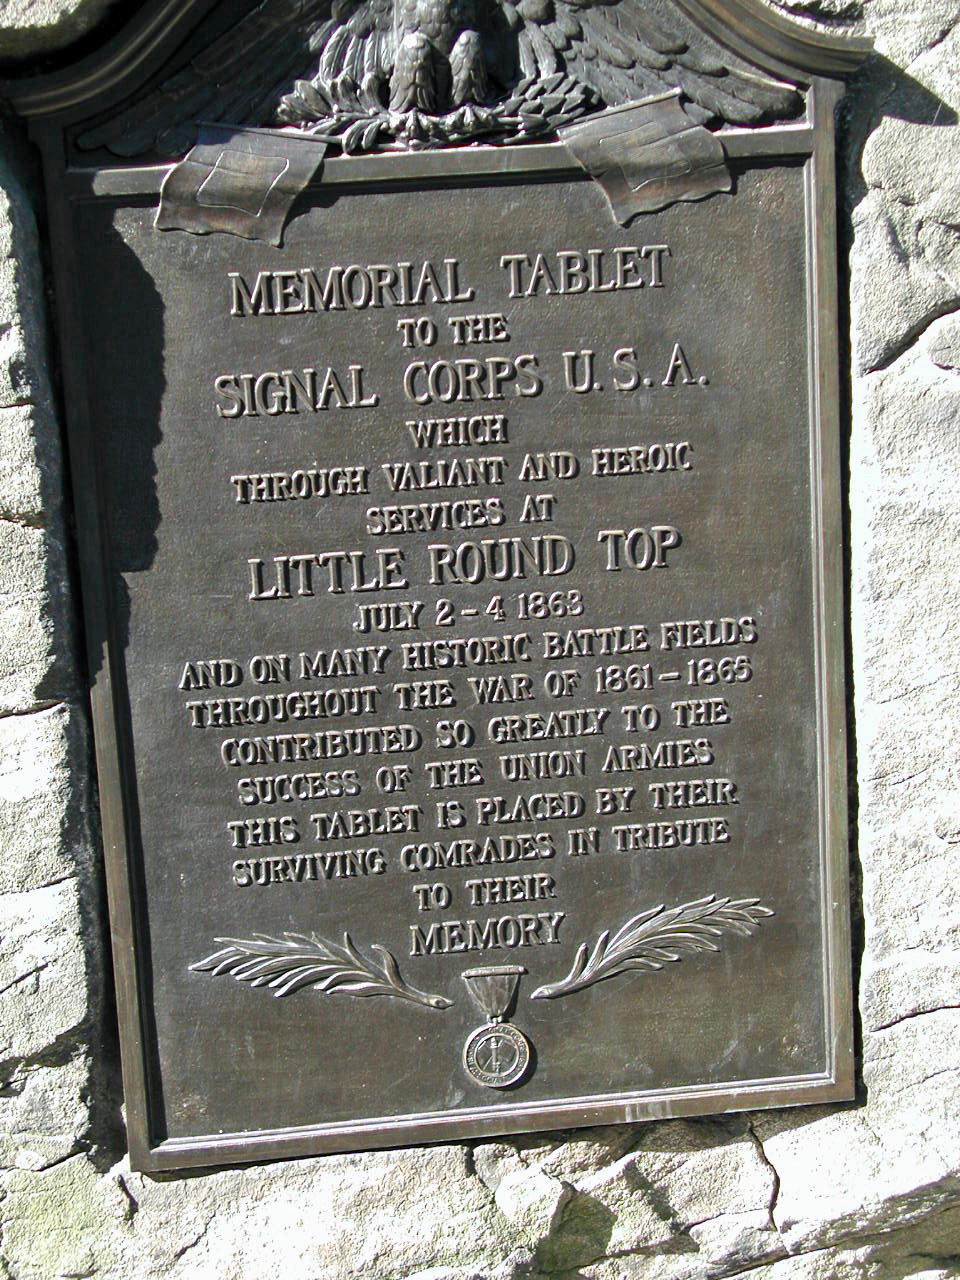 MEMORIAL TABLET
TO THE
SIGNAL CORPS U.S.A.
WHICH
THROUGH VALIANT AND HEROIC
SERVICES AT
LITTLE ROUND TOP
JULY 2-4 1863
AND ON MANY HISTORIC BATTLE FIELDS
THROUGHOUT THE WAR OF 1861-1865
CONTRIBUTED SO GREATLY TO THE
SUCCESS OF THE UNION ARMIES
THIS TABLET IS PLACED BY THEIR
SURVIVING COMRADES IN TRIBUTE
TO THEIR
MEMORY